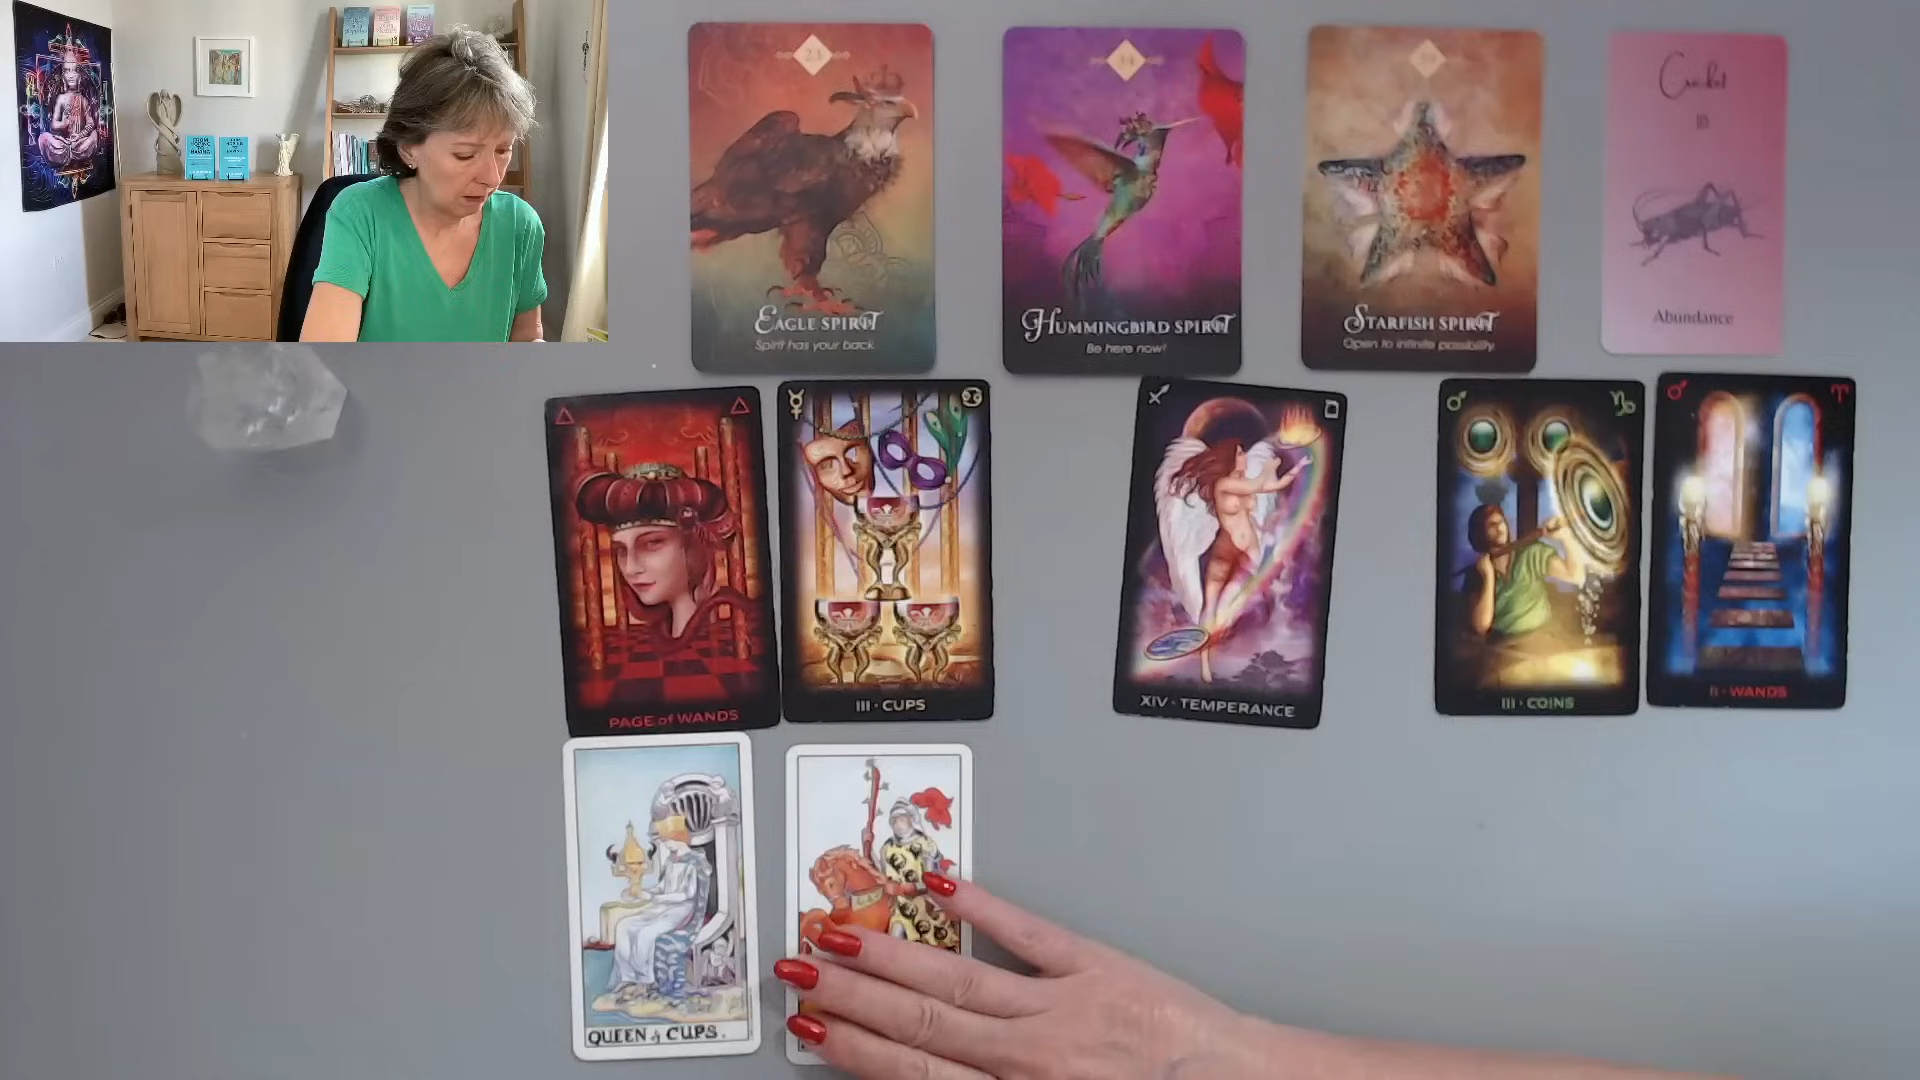 23
EAGLE SPIRIT
Spirit has your back
HUMMINGBIRD SPIRIT
Be here now!
STARFISH SPIRIT
Open to infinite possibility.
Cricket
Abundance
PAGE of WANDS
III · CUPS
XIV · TEMPERANCE
III · COINS
II · WANDS
QUEEN of CUPS.